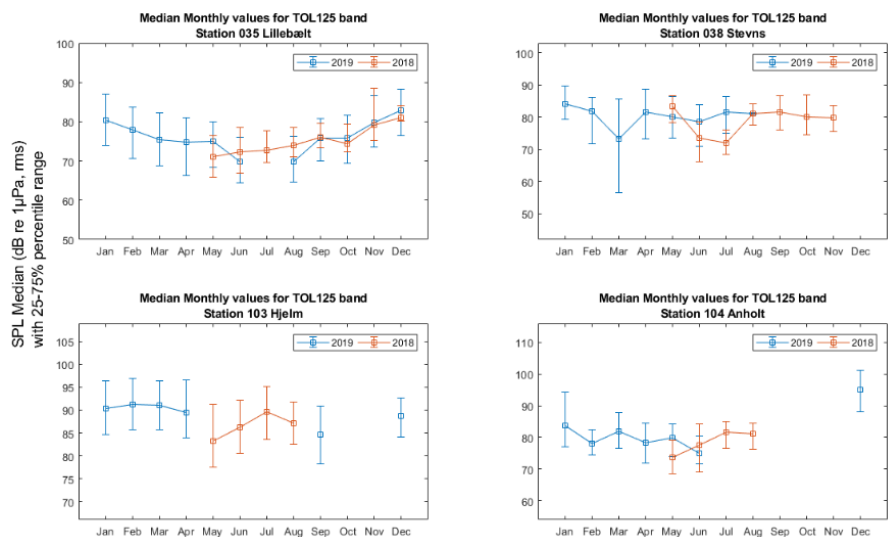 Median Monthly values for TOL125 band
Station 035 Lillebælt
100
90
80
70
60
50
2019 2018
Jan Feb Mar Apr May Jun Jul Aug Sep Oct Nov Dec
Median Monthly values for TOL125 band
Station 038 Stevns
100
90
80
70
60
50
2019 2018
Jan Feb Mar Apr May Jun Jul Aug Sep Oct Nov Dec
SPL Median (dB re 1µPa, rms)
with 25-75% percentile range
Median Monthly values for TOL125 band
Station 103 Hjelm
105
100
95
90
85
80
75
70
2019 2018
Jan Feb Mar Apr May Jun Jul Aug Sep Oct Nov Dec
Median Monthly values for TOL125 band
Station 104 Anholt
110
100
90
80
70
60
2019 2018
Jan Feb Mar Apr May Jun Jul Aug Sep Oct Nov Dec